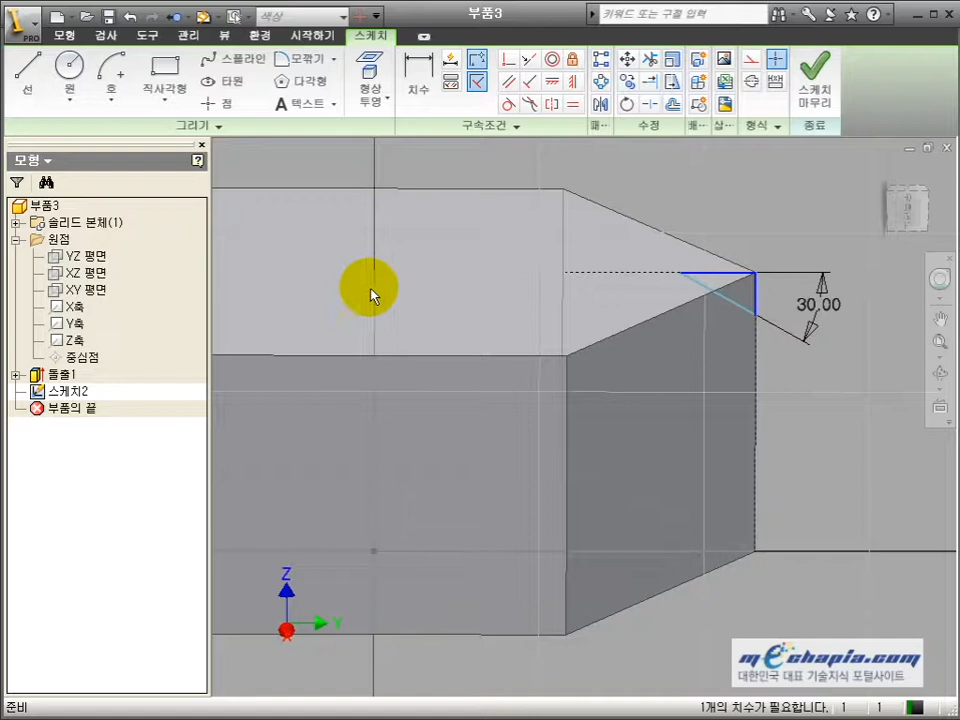 PRO
색상
부품3
키워드 또는 구절 입력
모형 검사 도구 관리 뷰 환경 시작하기 스케치
선
원
호
직사각형
스플라인
타원
점
모깎기
다각형
텍스트
형상
투영
치수
스케치
마무리
그리기
구속조건
패...
수정
배...
삽...
형식
종료
모형
부품3
솔리드 본체(1)
원점
YZ 평면
XZ 평면
XY 평면
X축
Y축
Z축
중심점
돌출1
스케치2
부품의 끝
30.00
Z
Y
X
mechapia.com
대한민국 대표 기술지식 포털사이트
준비
1개의 치수가 필요합니다. 1 1